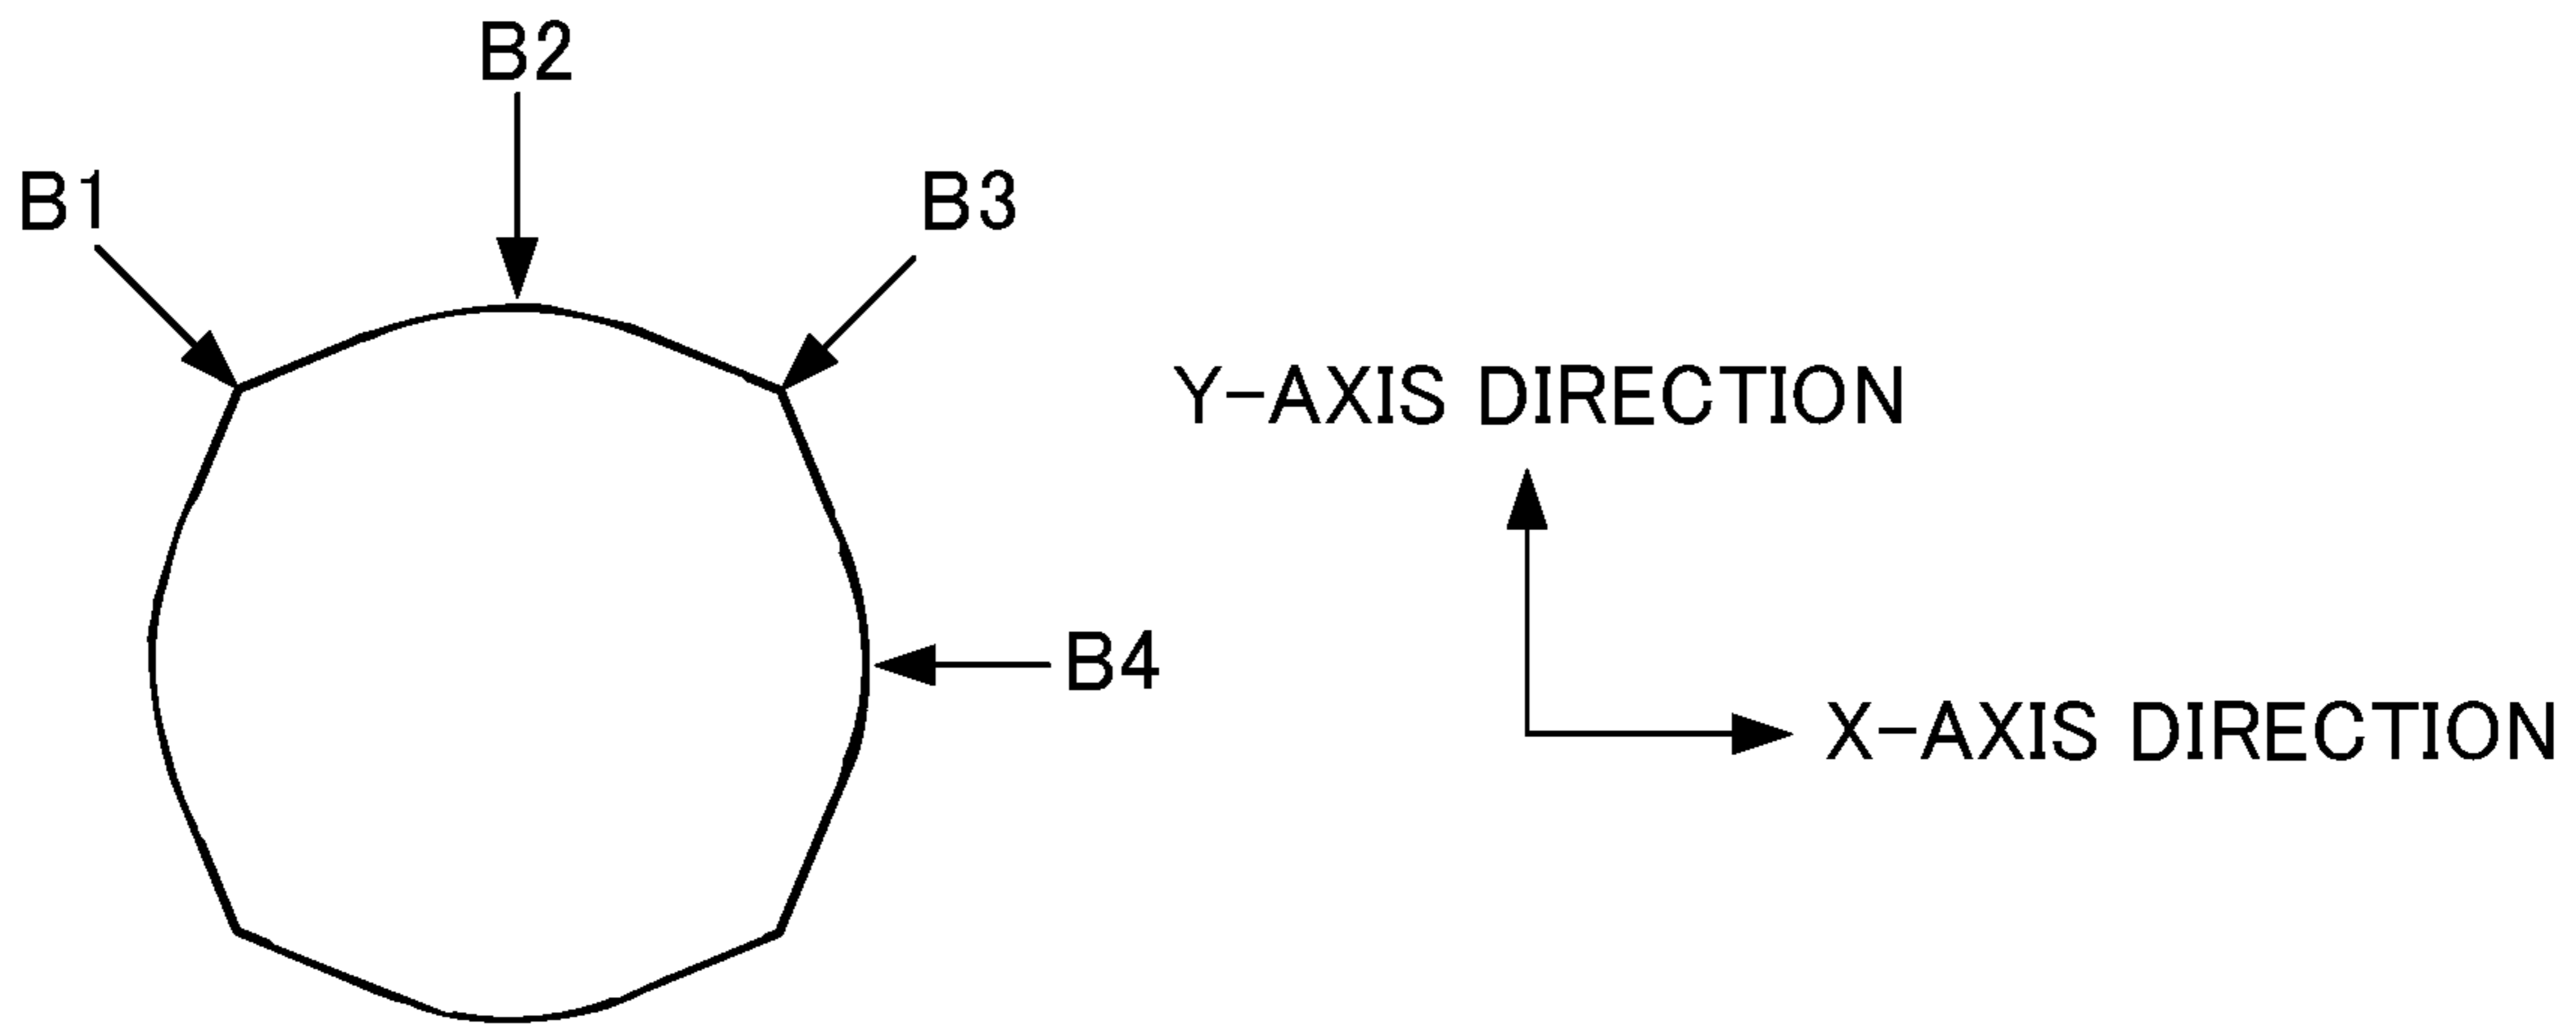 B2
B1
B3
Y-AXIS DIRECTION
B4
X-AXIS DIRECTION